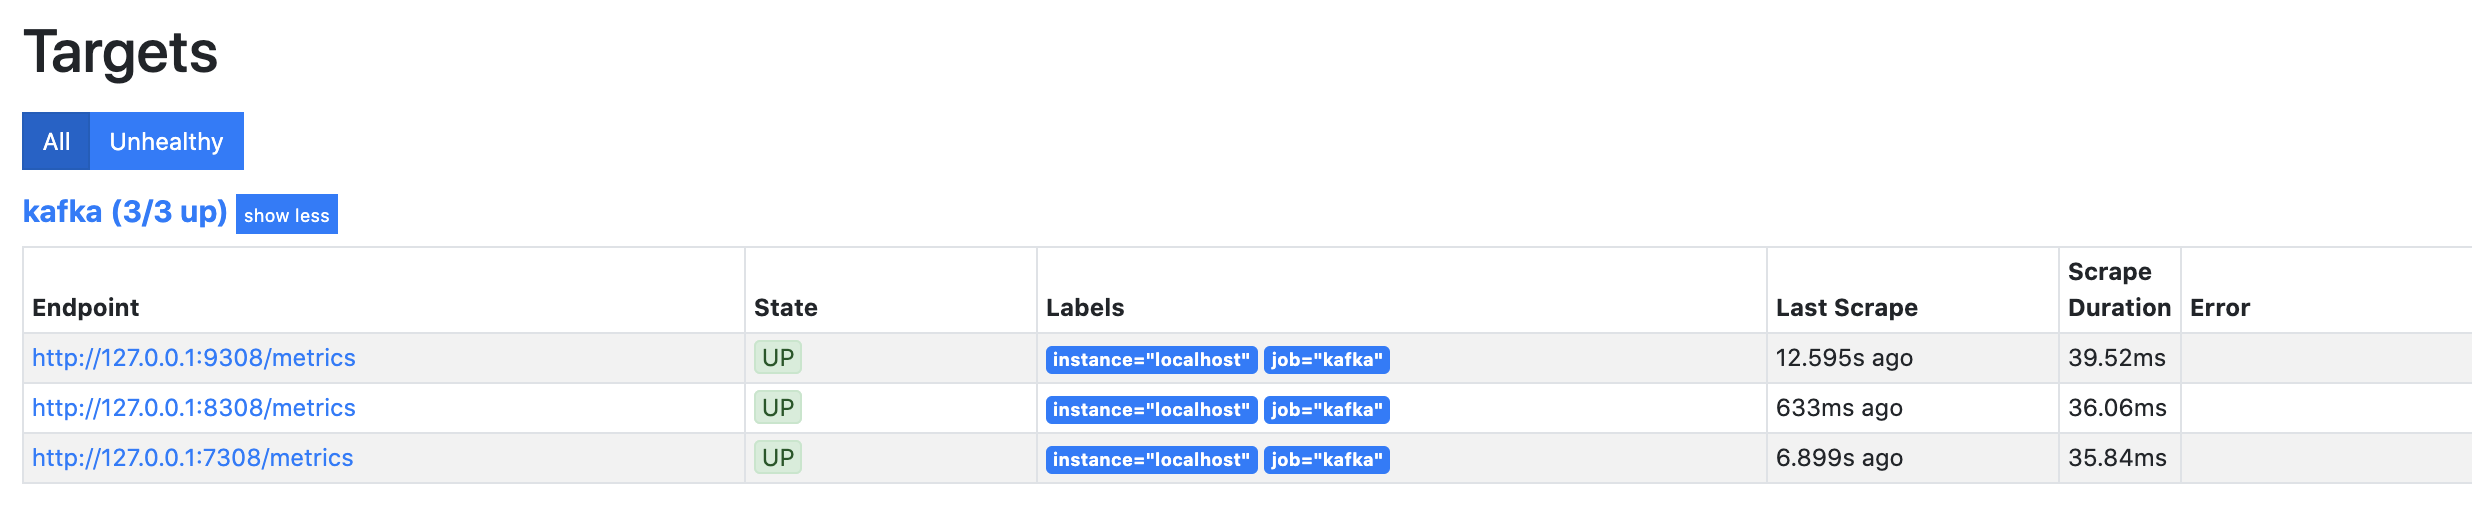 Targets
All Unhealthy
kafka (3/3 up) show less
Endpoint State Labels Last Scrape Scrape Duration Error
http://127.0.0.1:9308/metrics UP instance="localhost" job="kafka" 12.595s ago 39.52ms
http://127.0.0.1:8308/metrics UP instance="localhost" job="kafka" 633ms ago 36.06ms
http://127.0.0.1:7308/metrics UP instance="localhost" job="kafka" 6.899s ago 35.84ms